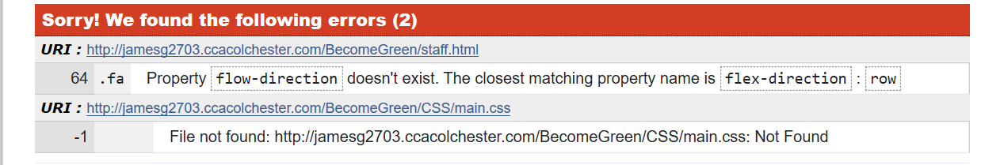 Sorry! We found the following errors (2)
URI : http://jamesg2703.ccacolchester.com/BecomeGreen/staff.html
64 .fa Property flow-direction doesn't exist. The closest matching property name is flex-direction : row
URI : http://jamesg2703.ccacolchester.com/BecomeGreen/CSS/main.css
-1 File not found: http://jamesg2703.ccacolchester.com/BecomeGreen/CSS/main.css: Not Found